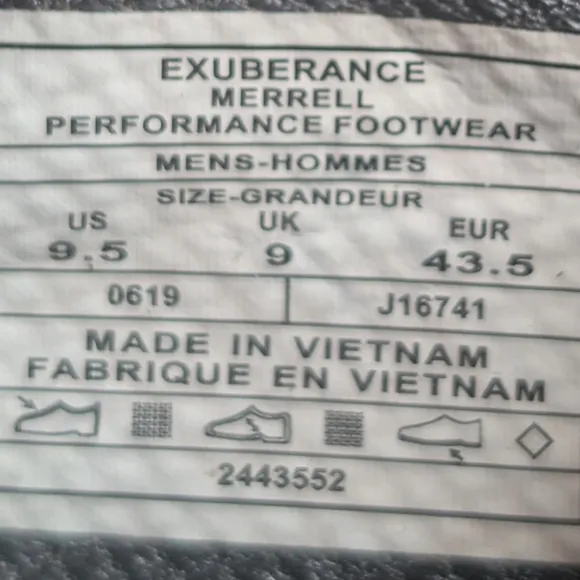 EXUBERANCE
MERRELL
PERFORMANCE FOOTWEAR
MENS-HOMMES
SIZE-GRANDEUR
US UK EUR
9.5 9 43.5
0619 J16741
MADE IN VIETNAM
FABRIQUE EN VIETNAM
2443552